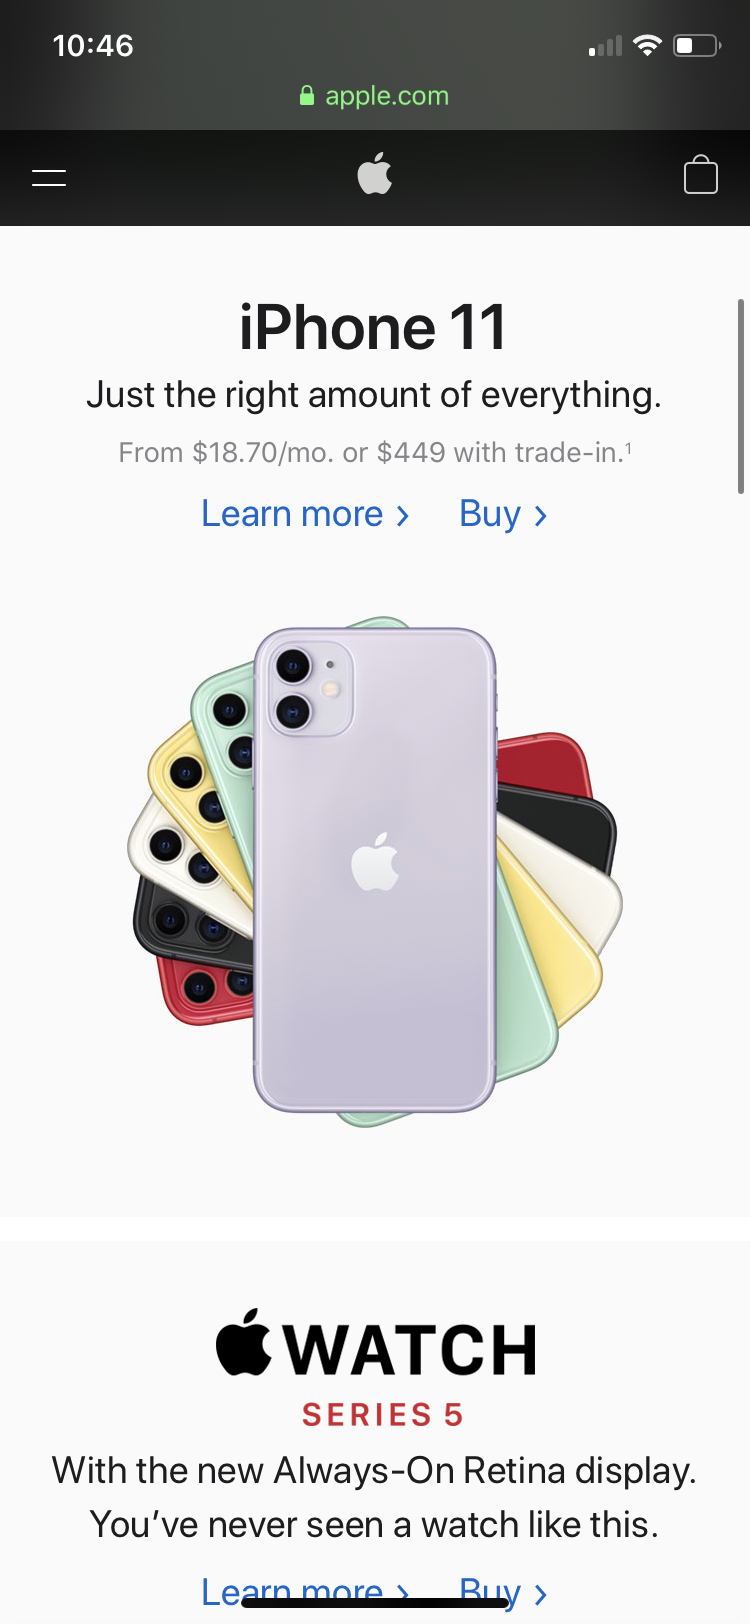 10:46
apple.com
iPhone 11
Just the right amount of everything.
From $18.70/mo. or $449 with trade-in.¹
Learn more › Buy ›
WATCH
SERIES 5
With the new Always-On Retina display.
You’ve never seen a watch like this.
Learn more › Buy ›